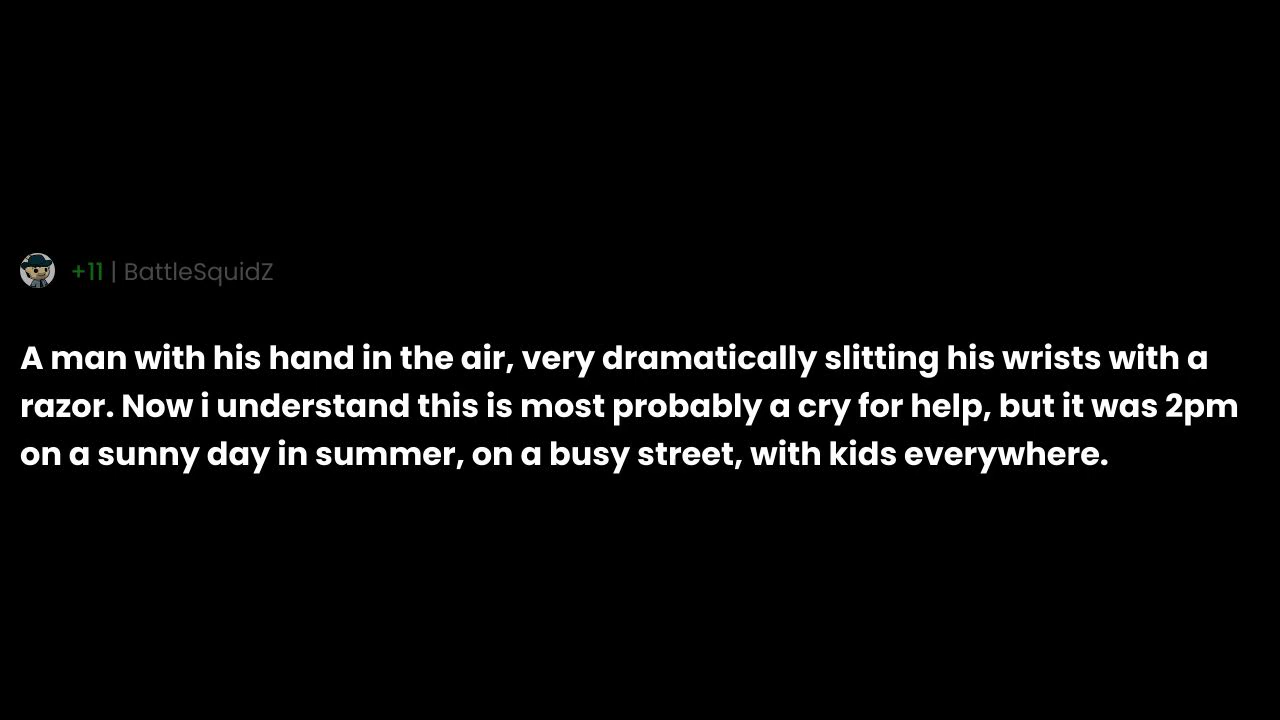 +11 | BattleSquidZ
A man with his hand in the air, very dramatically slitting his wrists with a
razor. Now i understand this is most probably a cry for help, but it was 2pm
on a sunny day in summer, on a busy street, with kids everywhere.